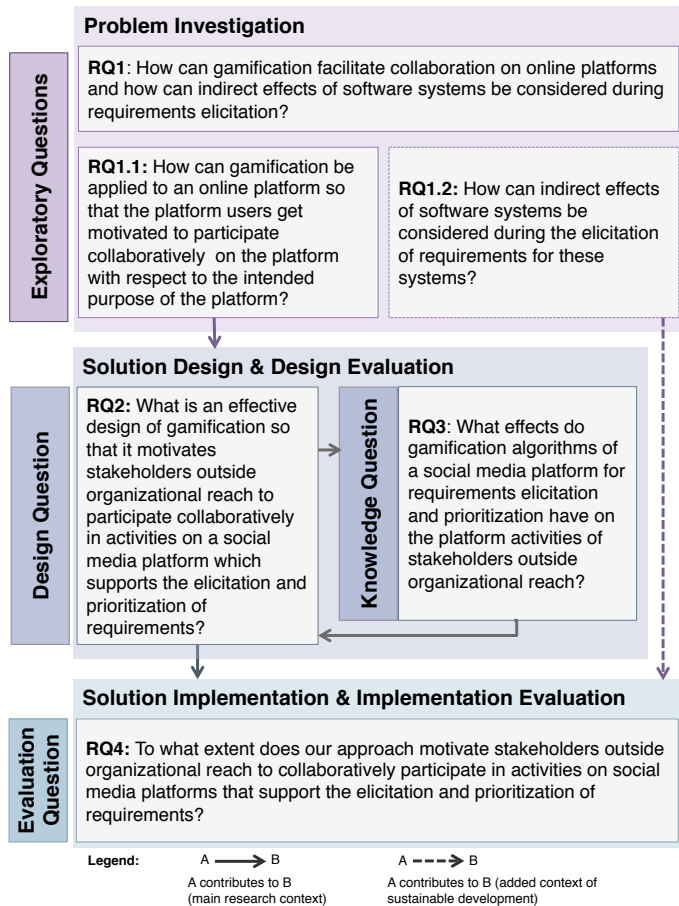 Problem Investigation
Exploratory Questions
RQ1: How can gamification facilitate collaboration on online platforms
and how can indirect effects of software systems be considered during
requirements elicitation?
RQ1.1: How can gamification be
applied to an online platform so
that the platform users get
motivated to participate
collaboratively on the platform
with respect to the intended
purpose of the platform?
RQ1.2: How can indirect effects
of software systems be
considered during the elicitation
of requirements for these
systems?
Solution Design & Design Evaluation
Design Question
RQ2: What is an effective
design of gamification so
that it motivates
stakeholders outside
organizational reach to
participate collaboratively
in activities on a social
media platform which
supports the elicitation and
prioritization of
requirements?
Knowledge Question
RQ3: What effects do
gamification algorithms of
a social media platform for
requirements elicitation
and prioritization have on
the platform activities of
stakeholders outside
organizational reach?
Solution Implementation & Implementation Evaluation
Evaluation
Question
RQ4: To what extent does our approach motivate stakeholders outside
organizational reach to collaboratively participate in activities on social
media platforms that support the elicitation and prioritization of
requirements?
Legend:
A B
A contributes to B
(main research context)
A B
A contributes to B (added context of
sustainable development)